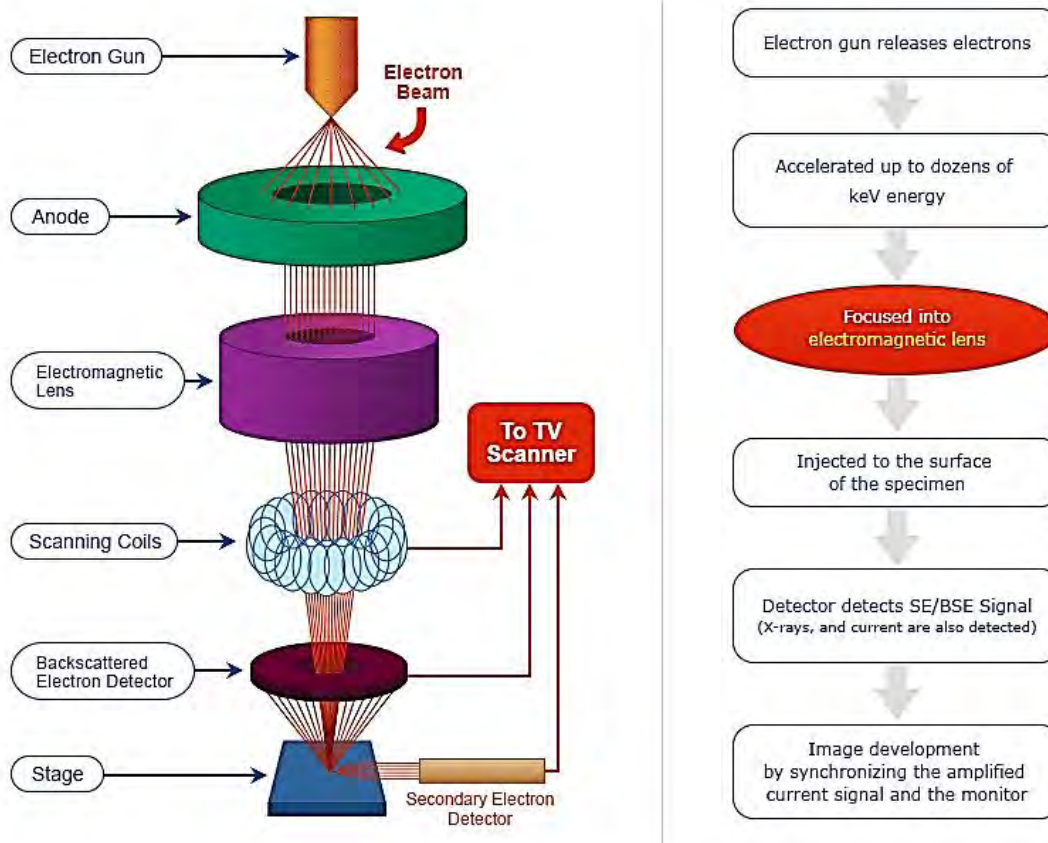 Electron Gun
Electron
Beam
Anode
Electromagnetic
Lens
To TV
Scanner
Scanning Coils
Backscattered
Electron Detector
Stage
Secondary Electron
Detector
Electron gun releases electrons
Accelerated up to dozens of
keV energy
Focused into
electromagnetic lens
Injected to the surface
of the specimen
Detector detects SE/BSE Signal
(X-rays, and current are also detected)
Image development
by synchronizing the amplified
current signal and the monitor